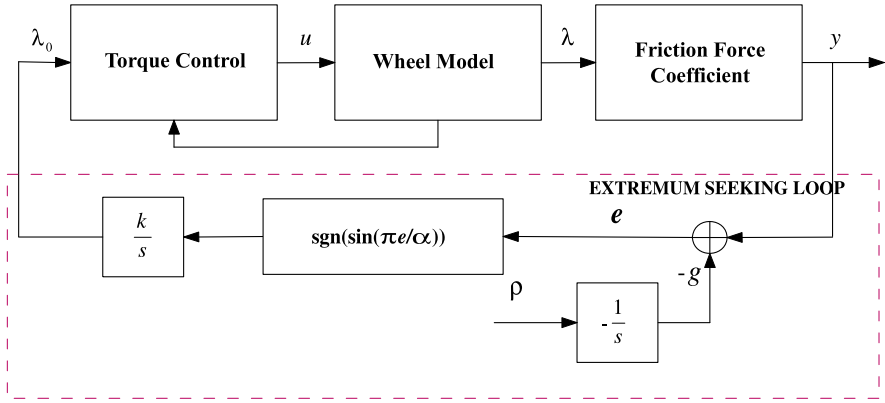 λ₀
Torque Control
u
Wheel Model
λ
Friction Force
Coefficient
y
EXTREMUM SEEKING LOOP
k
s
sgn(sin(πe/α))
e
-g
ρ
- 1
s